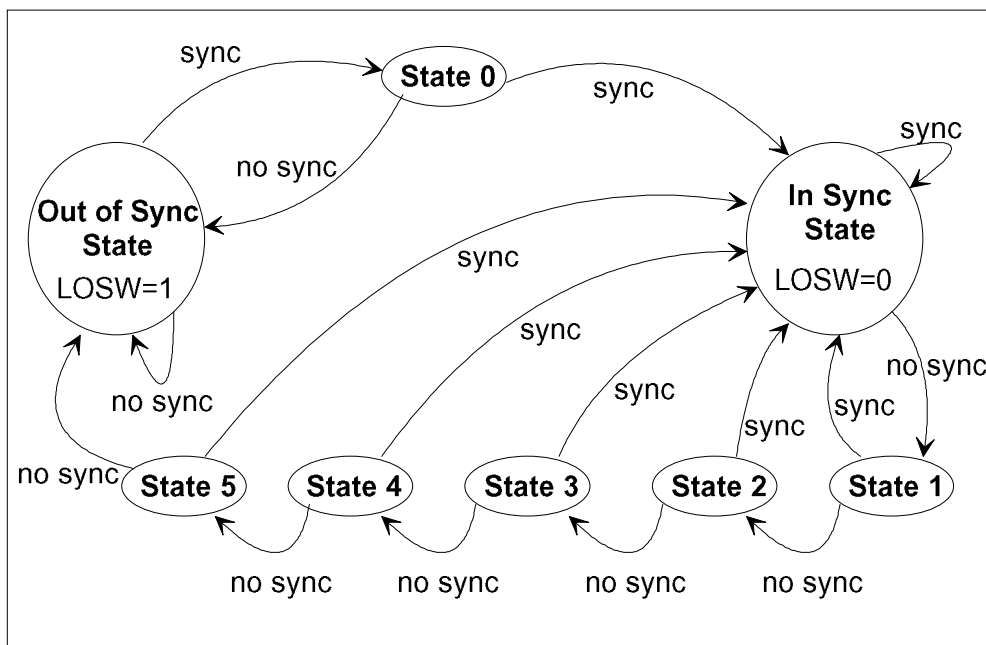 sync
State 0
sync
sync
no sync
Out of Sync
State
LOSW=1
In Sync
State
LOSW=0
sync
sync
no sync
no sync
sync
sync
sync
no sync
State 5
State 4
State 3
State 2
State 1
no sync
no sync
no sync
no sync